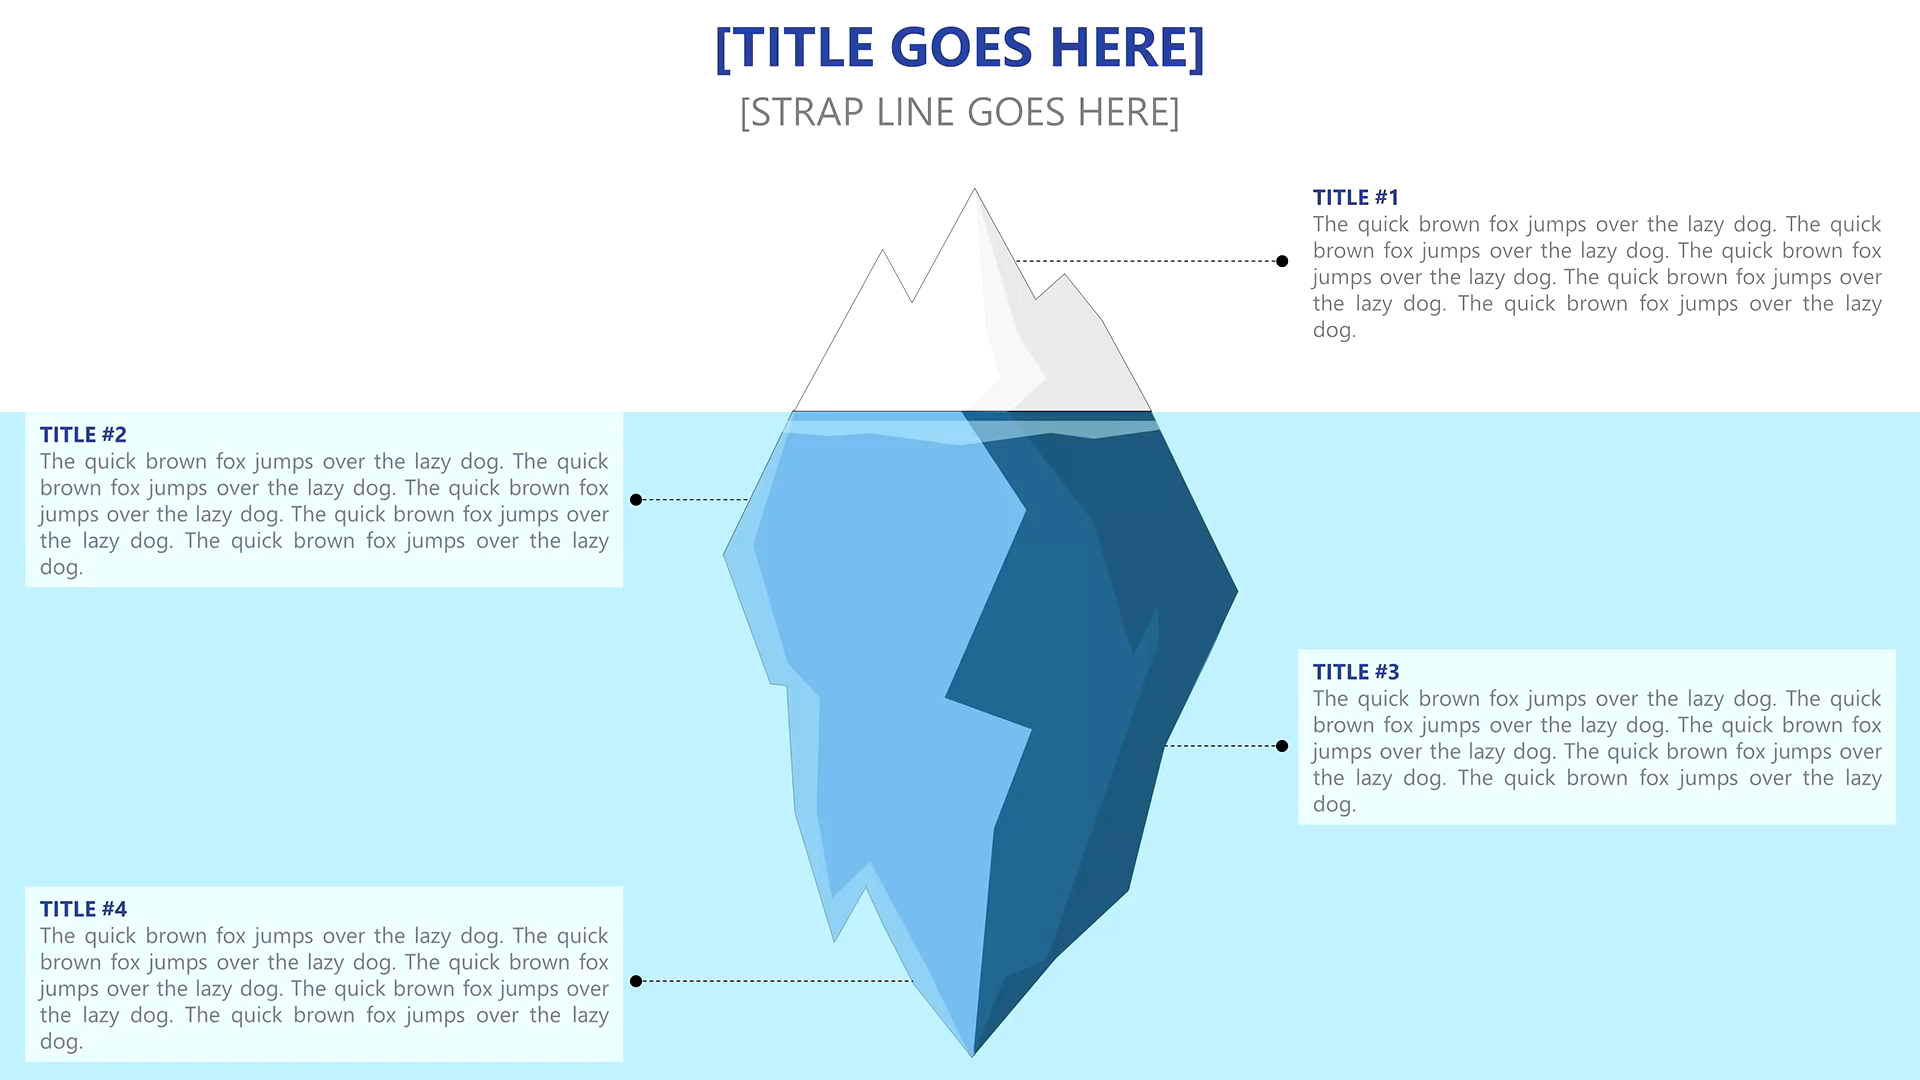 [TITLE GOES HERE]
[STRAP LINE GOES HERE]
TITLE #1
The quick brown fox jumps over the lazy dog. The quick
brown fox jumps over the lazy dog. The quick brown fox
jumps over the lazy dog. The quick brown fox jumps over
the lazy dog. The quick brown fox jumps over the lazy
dog.
TITLE #2
The quick brown fox jumps over the lazy dog. The quick
brown fox jumps over the lazy dog. The quick brown fox
jumps over the lazy dog. The quick brown fox jumps over
the lazy dog. The quick brown fox jumps over the lazy
dog.
TITLE #3
The quick brown fox jumps over the lazy dog. The quick
brown fox jumps over the lazy dog. The quick brown fox
jumps over the lazy dog. The quick brown fox jumps over
the lazy dog. The quick brown fox jumps over the lazy
dog.
TITLE #4
The quick brown fox jumps over the lazy dog. The quick
brown fox jumps over the lazy dog. The quick brown fox
jumps over the lazy dog. The quick brown fox jumps over
the lazy dog. The quick brown fox jumps over the lazy
dog.